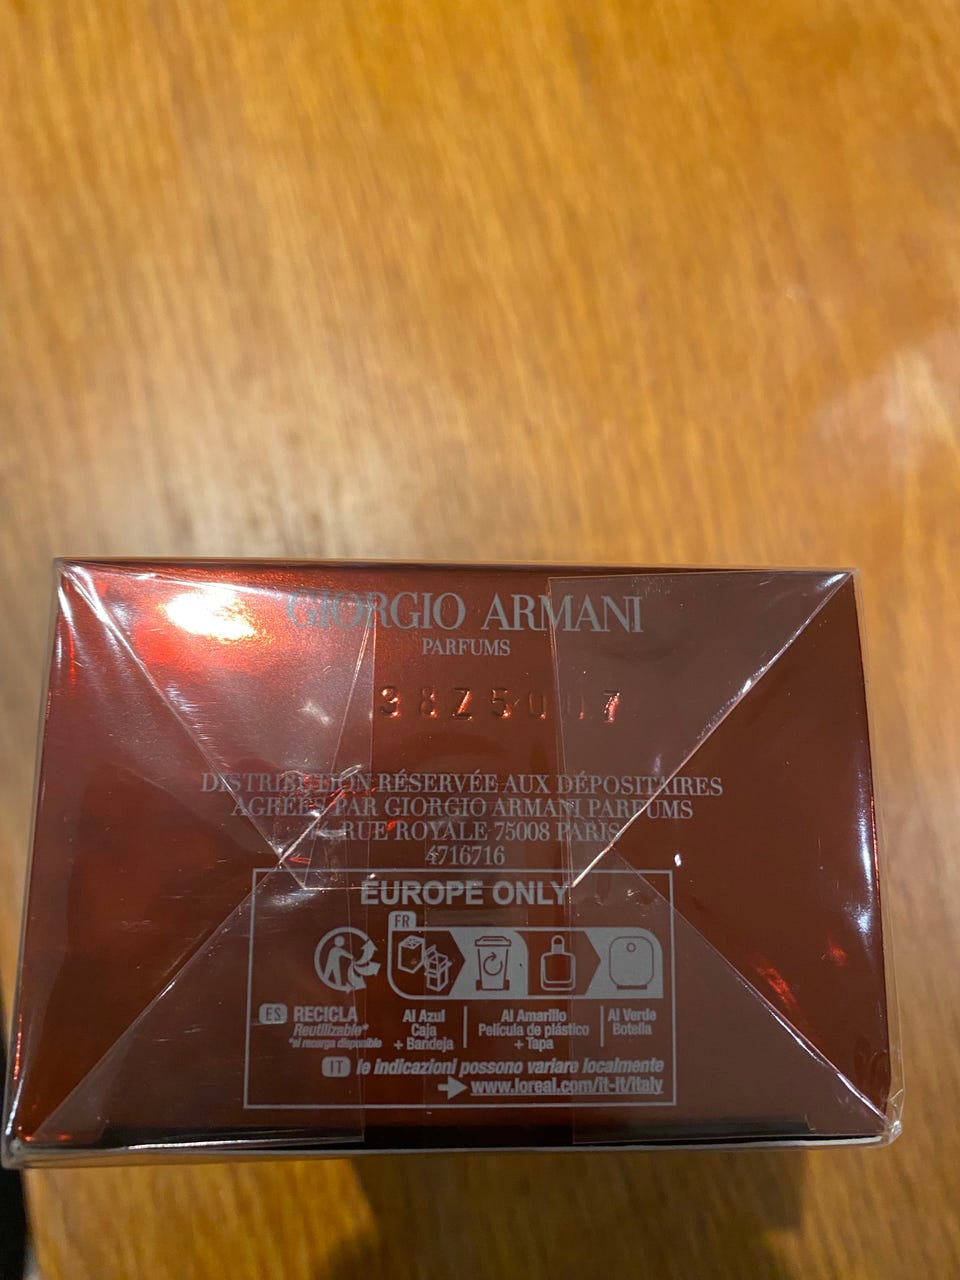 GIORGIO ARMANI
PARFUMS
DISTRIBUTION RÉSERVÉE AUX DÉPOSITAIRES
AGRÉÉS PAR GIORGIO ARMANI PARFUMS
RUE ROYALE 75008 PARIS
4716716
EUROPE ONLY
FR
ES RECICLA
Reutilizable*
*si recarga disponible
Al Azul
Caja
+ Bandeja
Al Amarillo
Película de plástico
+ Tapa
Al Verde
Botella
IT le Indicazioni possono variare localmente
www.loreal.com/it-it/italy